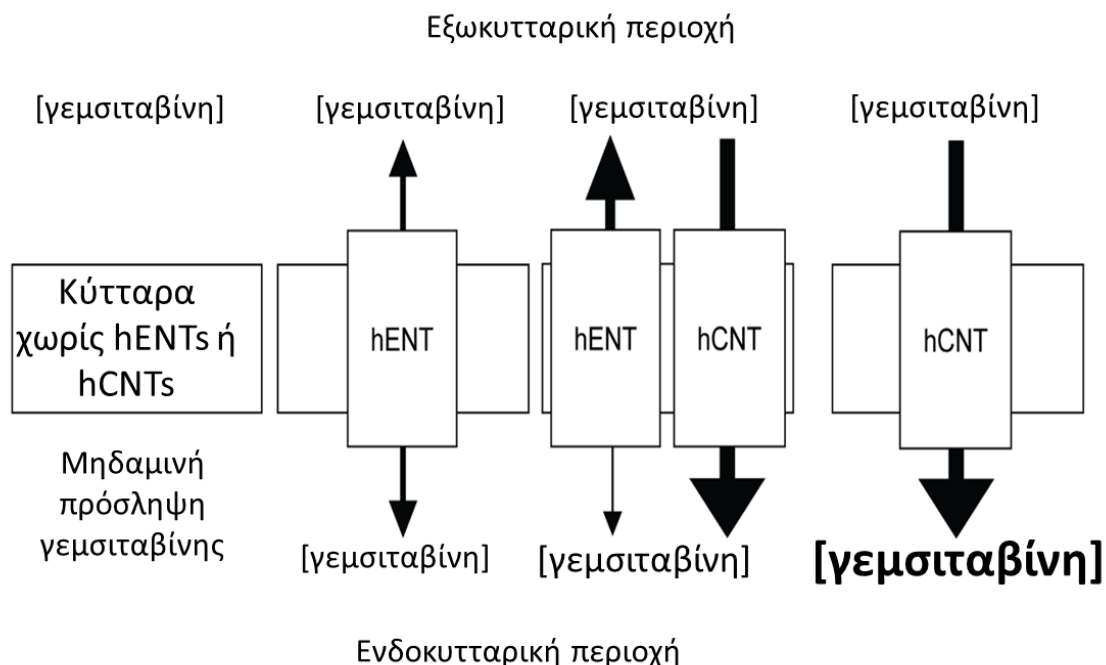 Εξωκυτταρική περιοχή
[γεμσιταβίνη] [γεμσιταβίνη] [γεμσιταβίνη] [γεμσιταβίνη]
Κύτταρα
χωρίς hENTs ή
hCNTs
hENT hENT hCNT hCNT
Μηδαμινή
πρόσληψη
γεμσιταβίνης
[γεμσιταβίνη] [γεμσιταβίνη] [γεμσιταβίνη]
Ενδοκυτταρική περιοχή